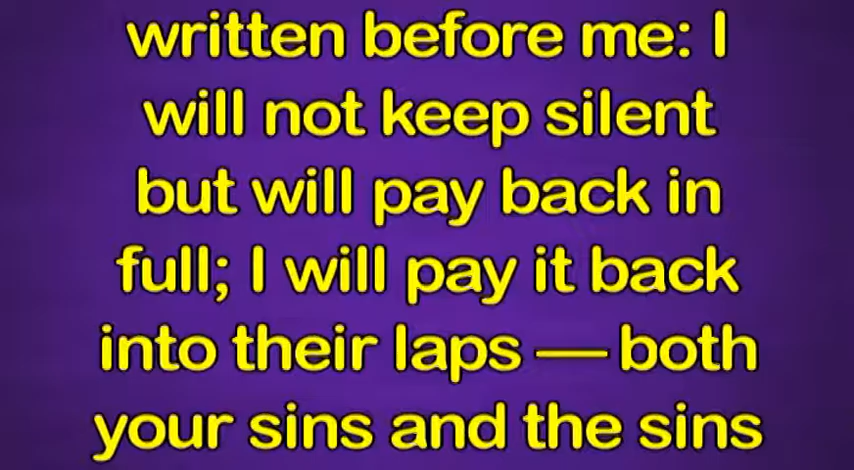 written before me: I
will not keep silent
but will pay back in
full; I will pay it back
into their laps — both
your sins and the sins